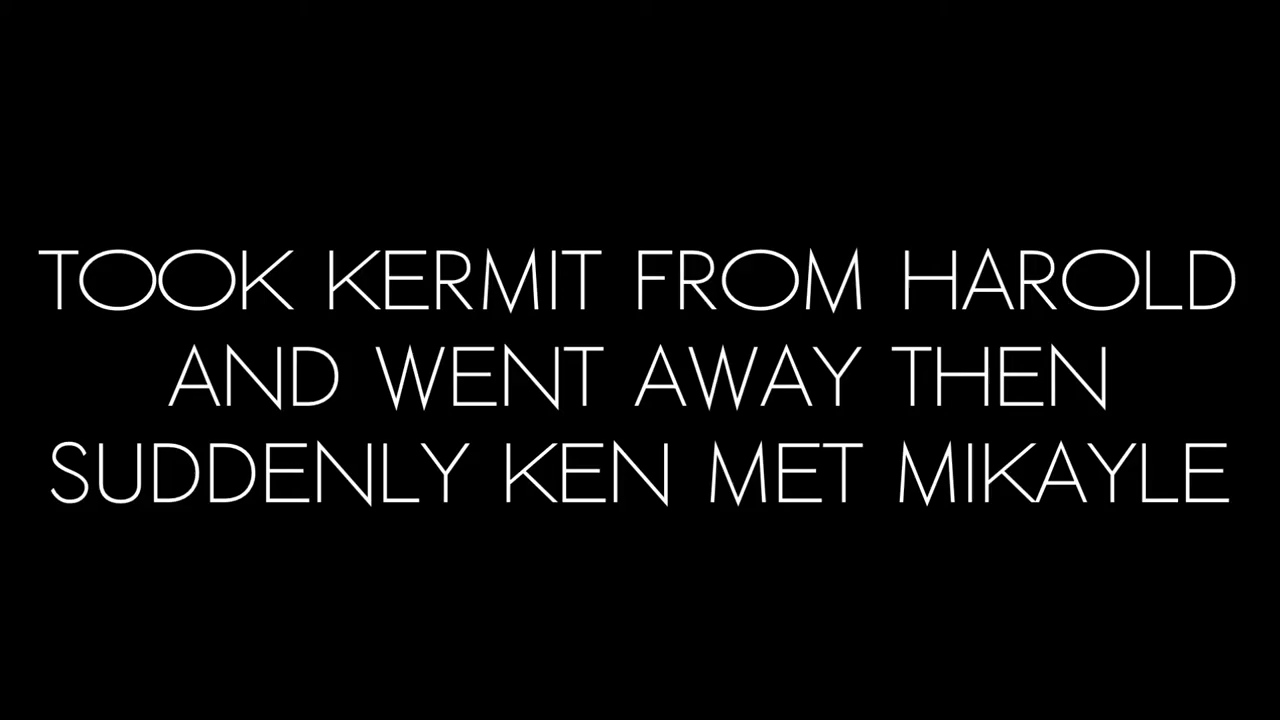 TOOK KERMIT FROM HAROLD
AND WENT AWAY THEN
SUDDENLY KEN MET MIKAYLE